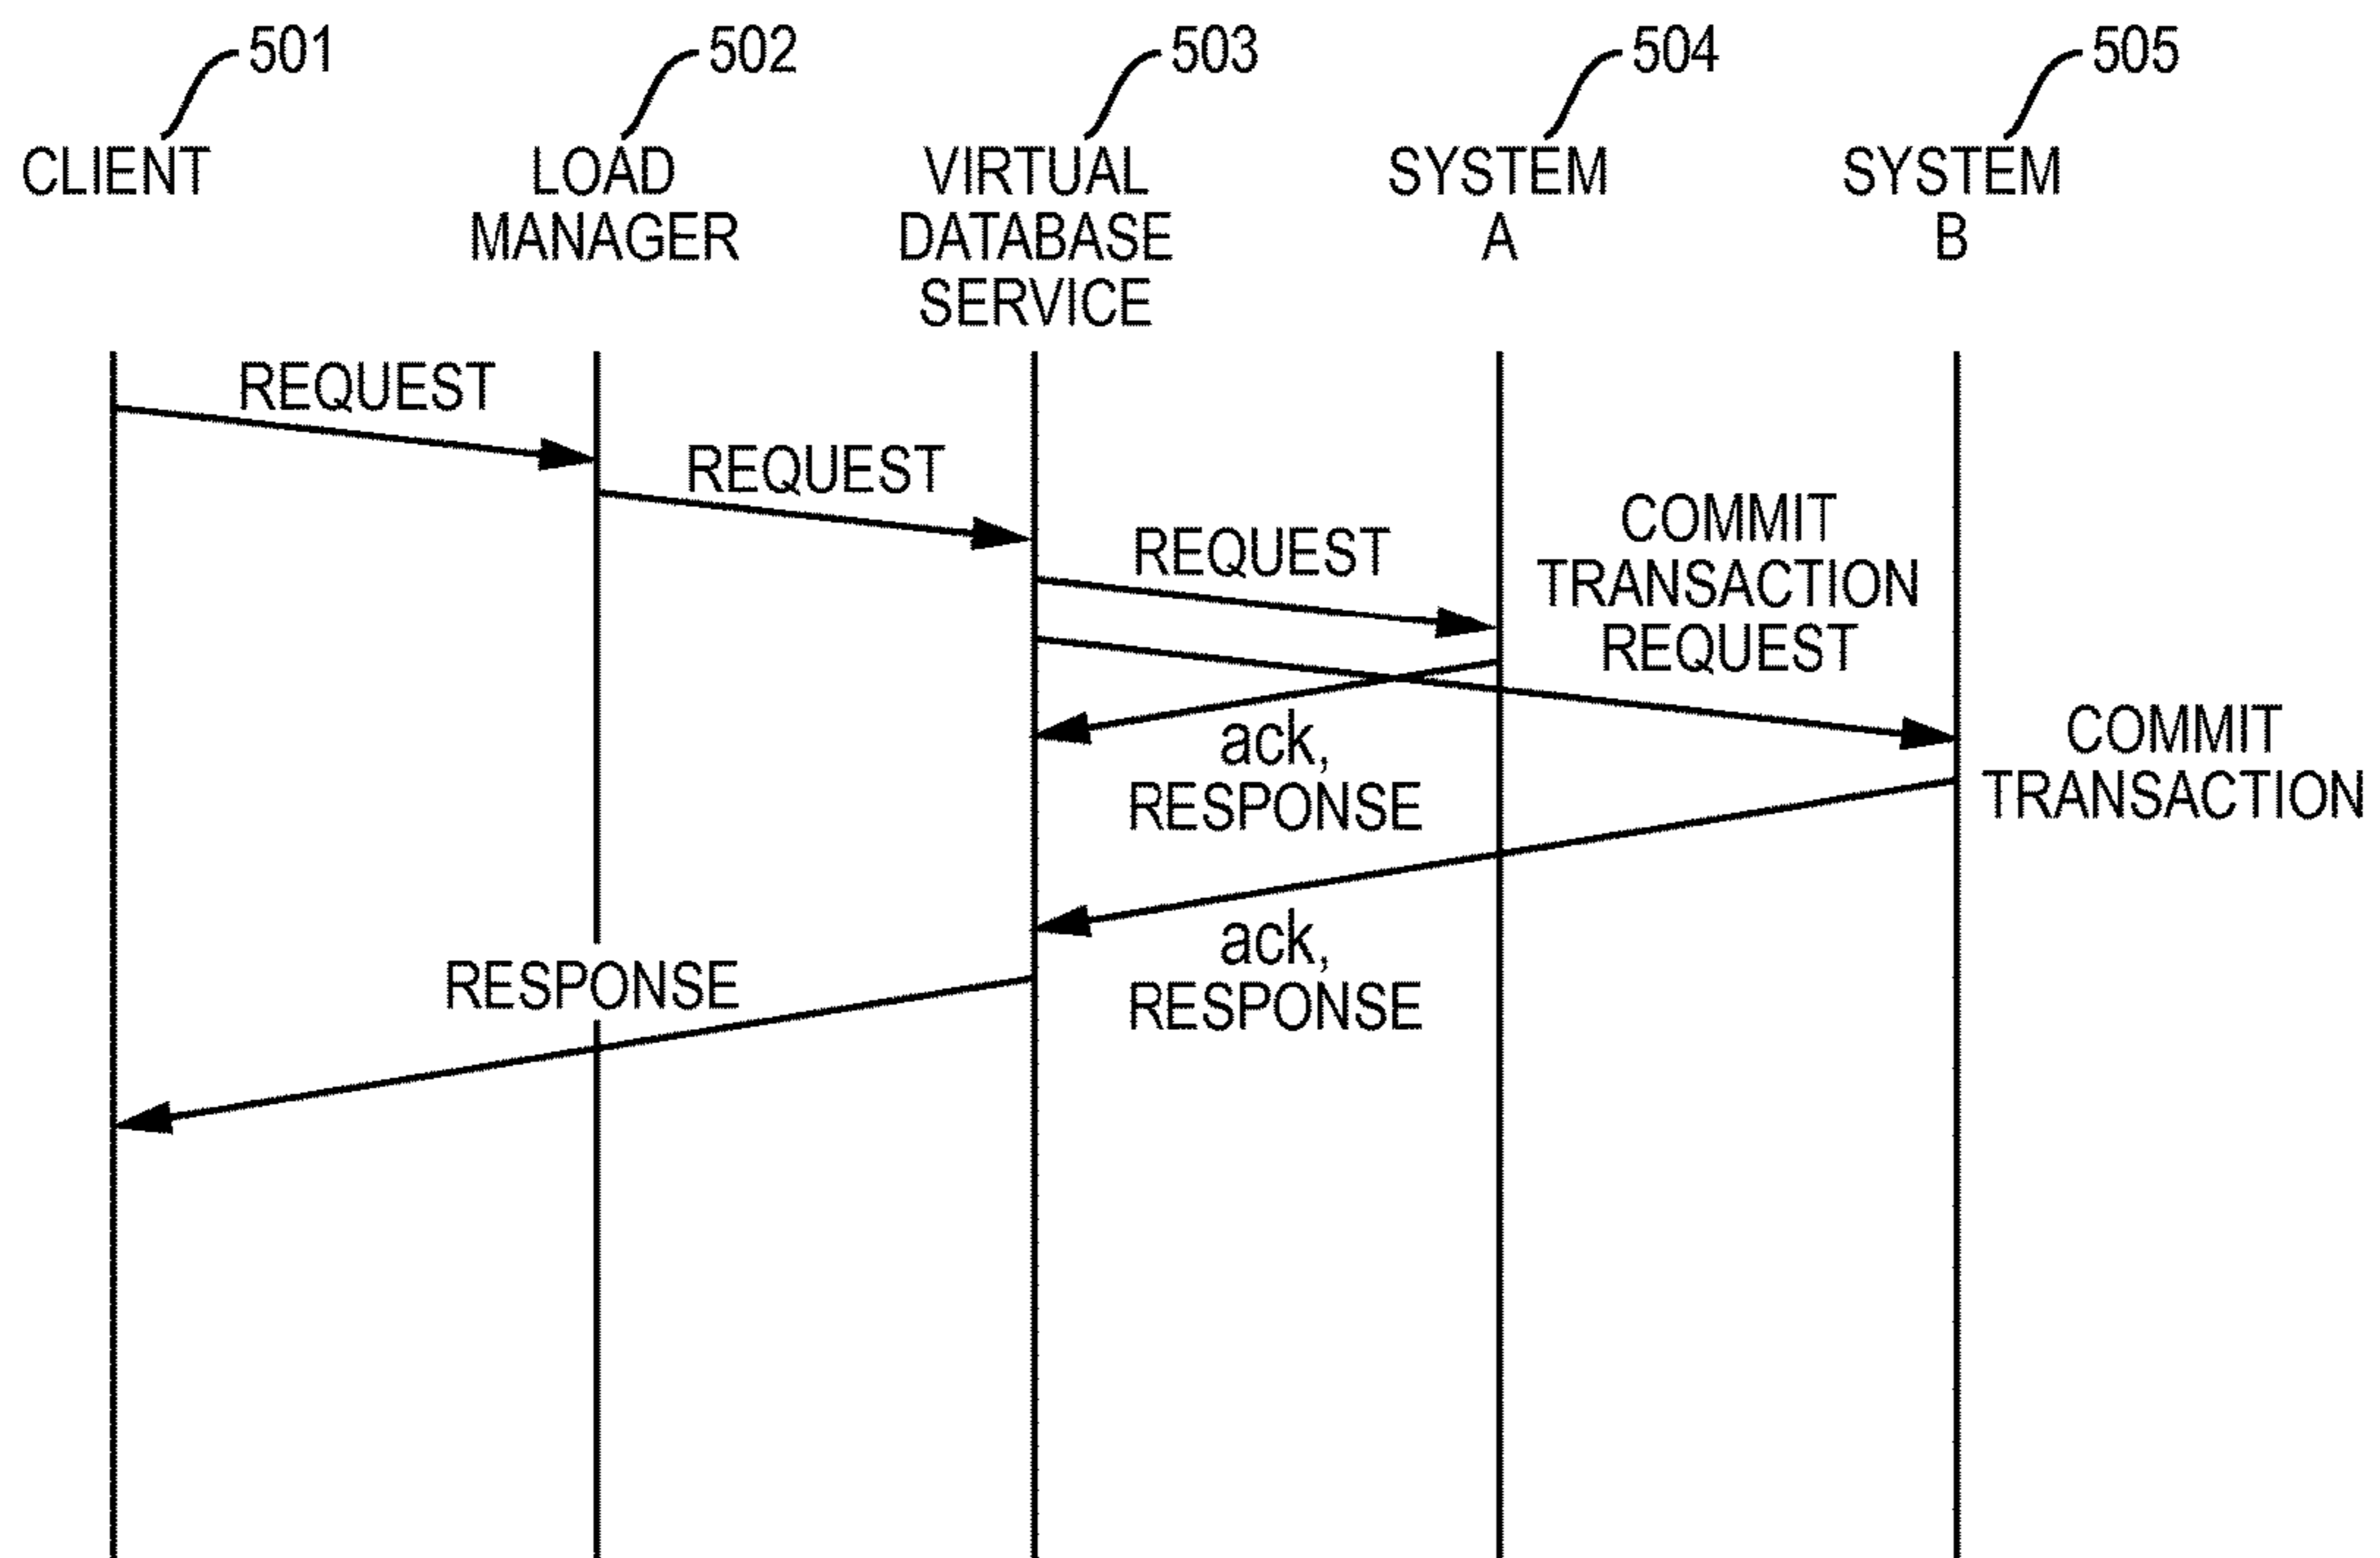 501
502
503
504
505
CLIENT
LOAD
MANAGER
VIRTUAL
DATABASE
SERVICE
SYSTEM
A
SYSTEM
B
REQUEST
REQUEST
REQUEST
COMMIT
TRANSACTION
REQUEST
ack,
RESPONSE
COMMIT
TRANSACTION
ack,
RESPONSE
RESPONSE